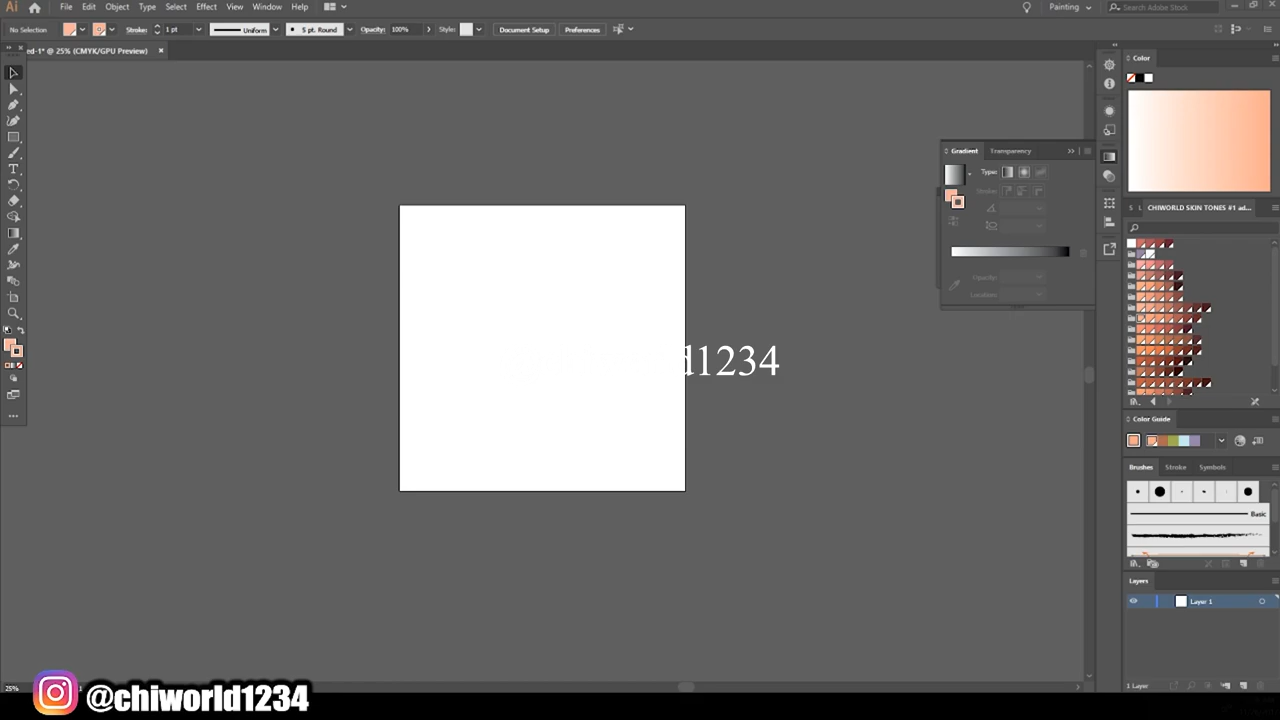 Ai File Edit Object Type Select Effect View Window Help Painting Search Adobe Stock
No Selection Stroke: 1 pt Uniform 5 pt. Round Opacity: 100% Style: Document Setup Preferences
ed-1* @ 25% (CMYK/GPU Preview)
Color
Gradient Transparency
Type:
Stroke:
S L CHIWORLD SKIN TONES #1 ad...
Opacity:
Location:
d1234
Color Guide
Brushes Stroke Symbols
Basic
Layers
Layer 1
25%
1 Layer
@chiworld1234